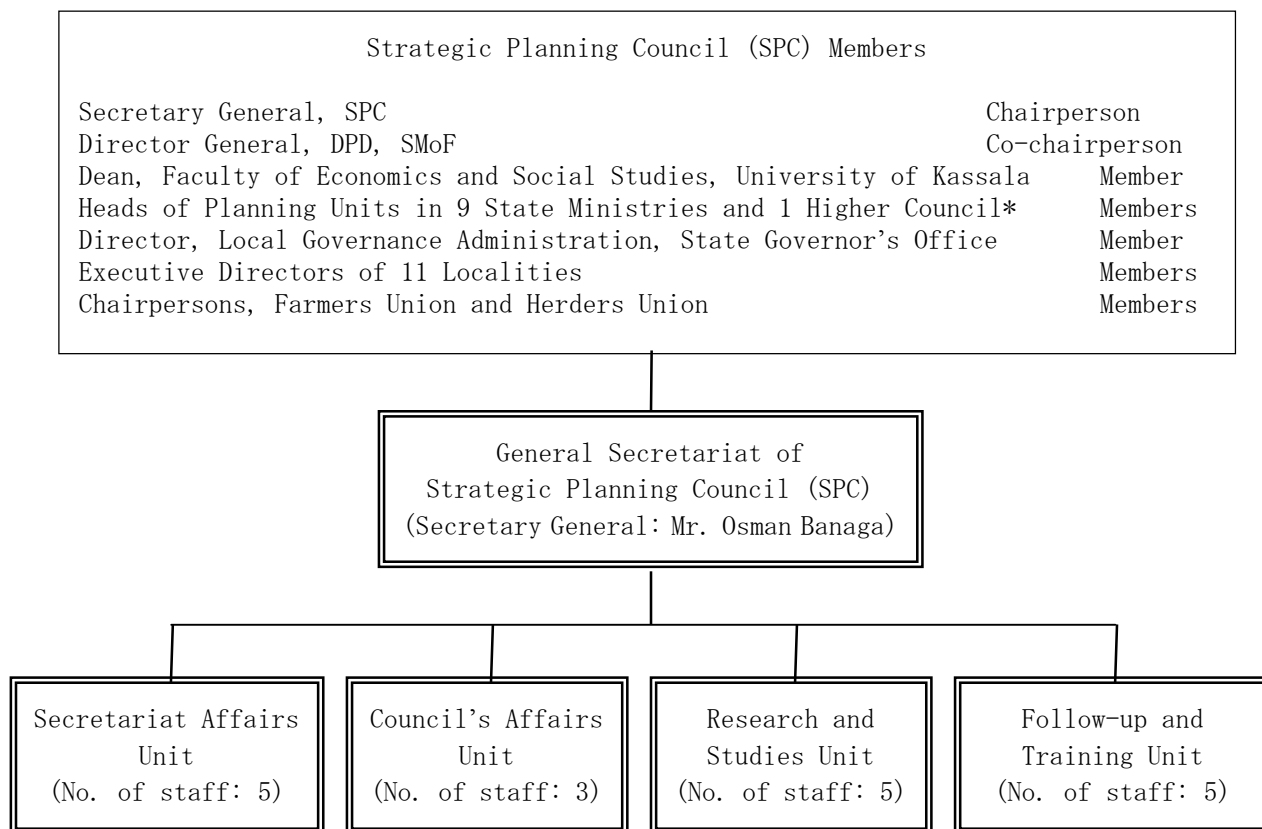 Strategic Planning Council (SPC) Members
Secretary General, SPC Chairperson
Director General, DPD, SMoF Co-chairperson
Dean, Faculty of Economics and Social Studies, University of Kassala Member
Heads of Planning Units in 9 State Ministries and 1 Higher Council* Members
Director, Local Governance Administration, State Governor's Office Member
Executive Directors of 11 Localities Members
Chairpersons, Farmers Union and Herders Union Members
General Secretariat of
Strategic Planning Council (SPC)
(Secretary General: Mr. Osman Banaga)
Secretariat Affairs
Unit
(No. of staff: 5)
Council's Affairs
Unit
(No. of staff: 3)
Research and
Studies Unit
(No. of staff: 5)
Follow-up and
Training Unit
(No. of staff: 5)